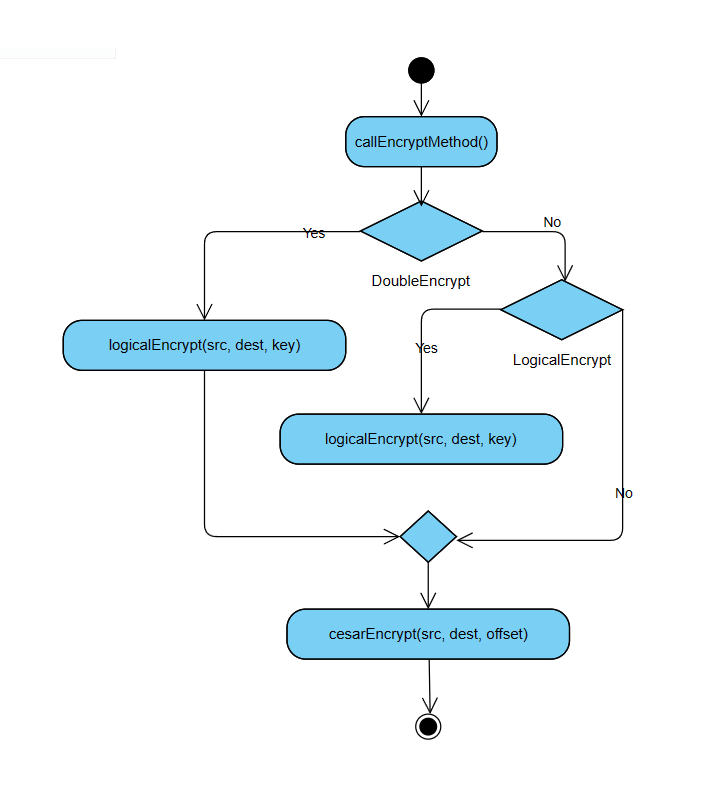 callEncryptMethod()
Yes
No
DoubleEncrypt
logicalEncrypt(src, dest, key)
Yes
LogicalEncrypt
logicalEncrypt(src, dest, key)
No
cesarEncrypt(src, dest, offset)